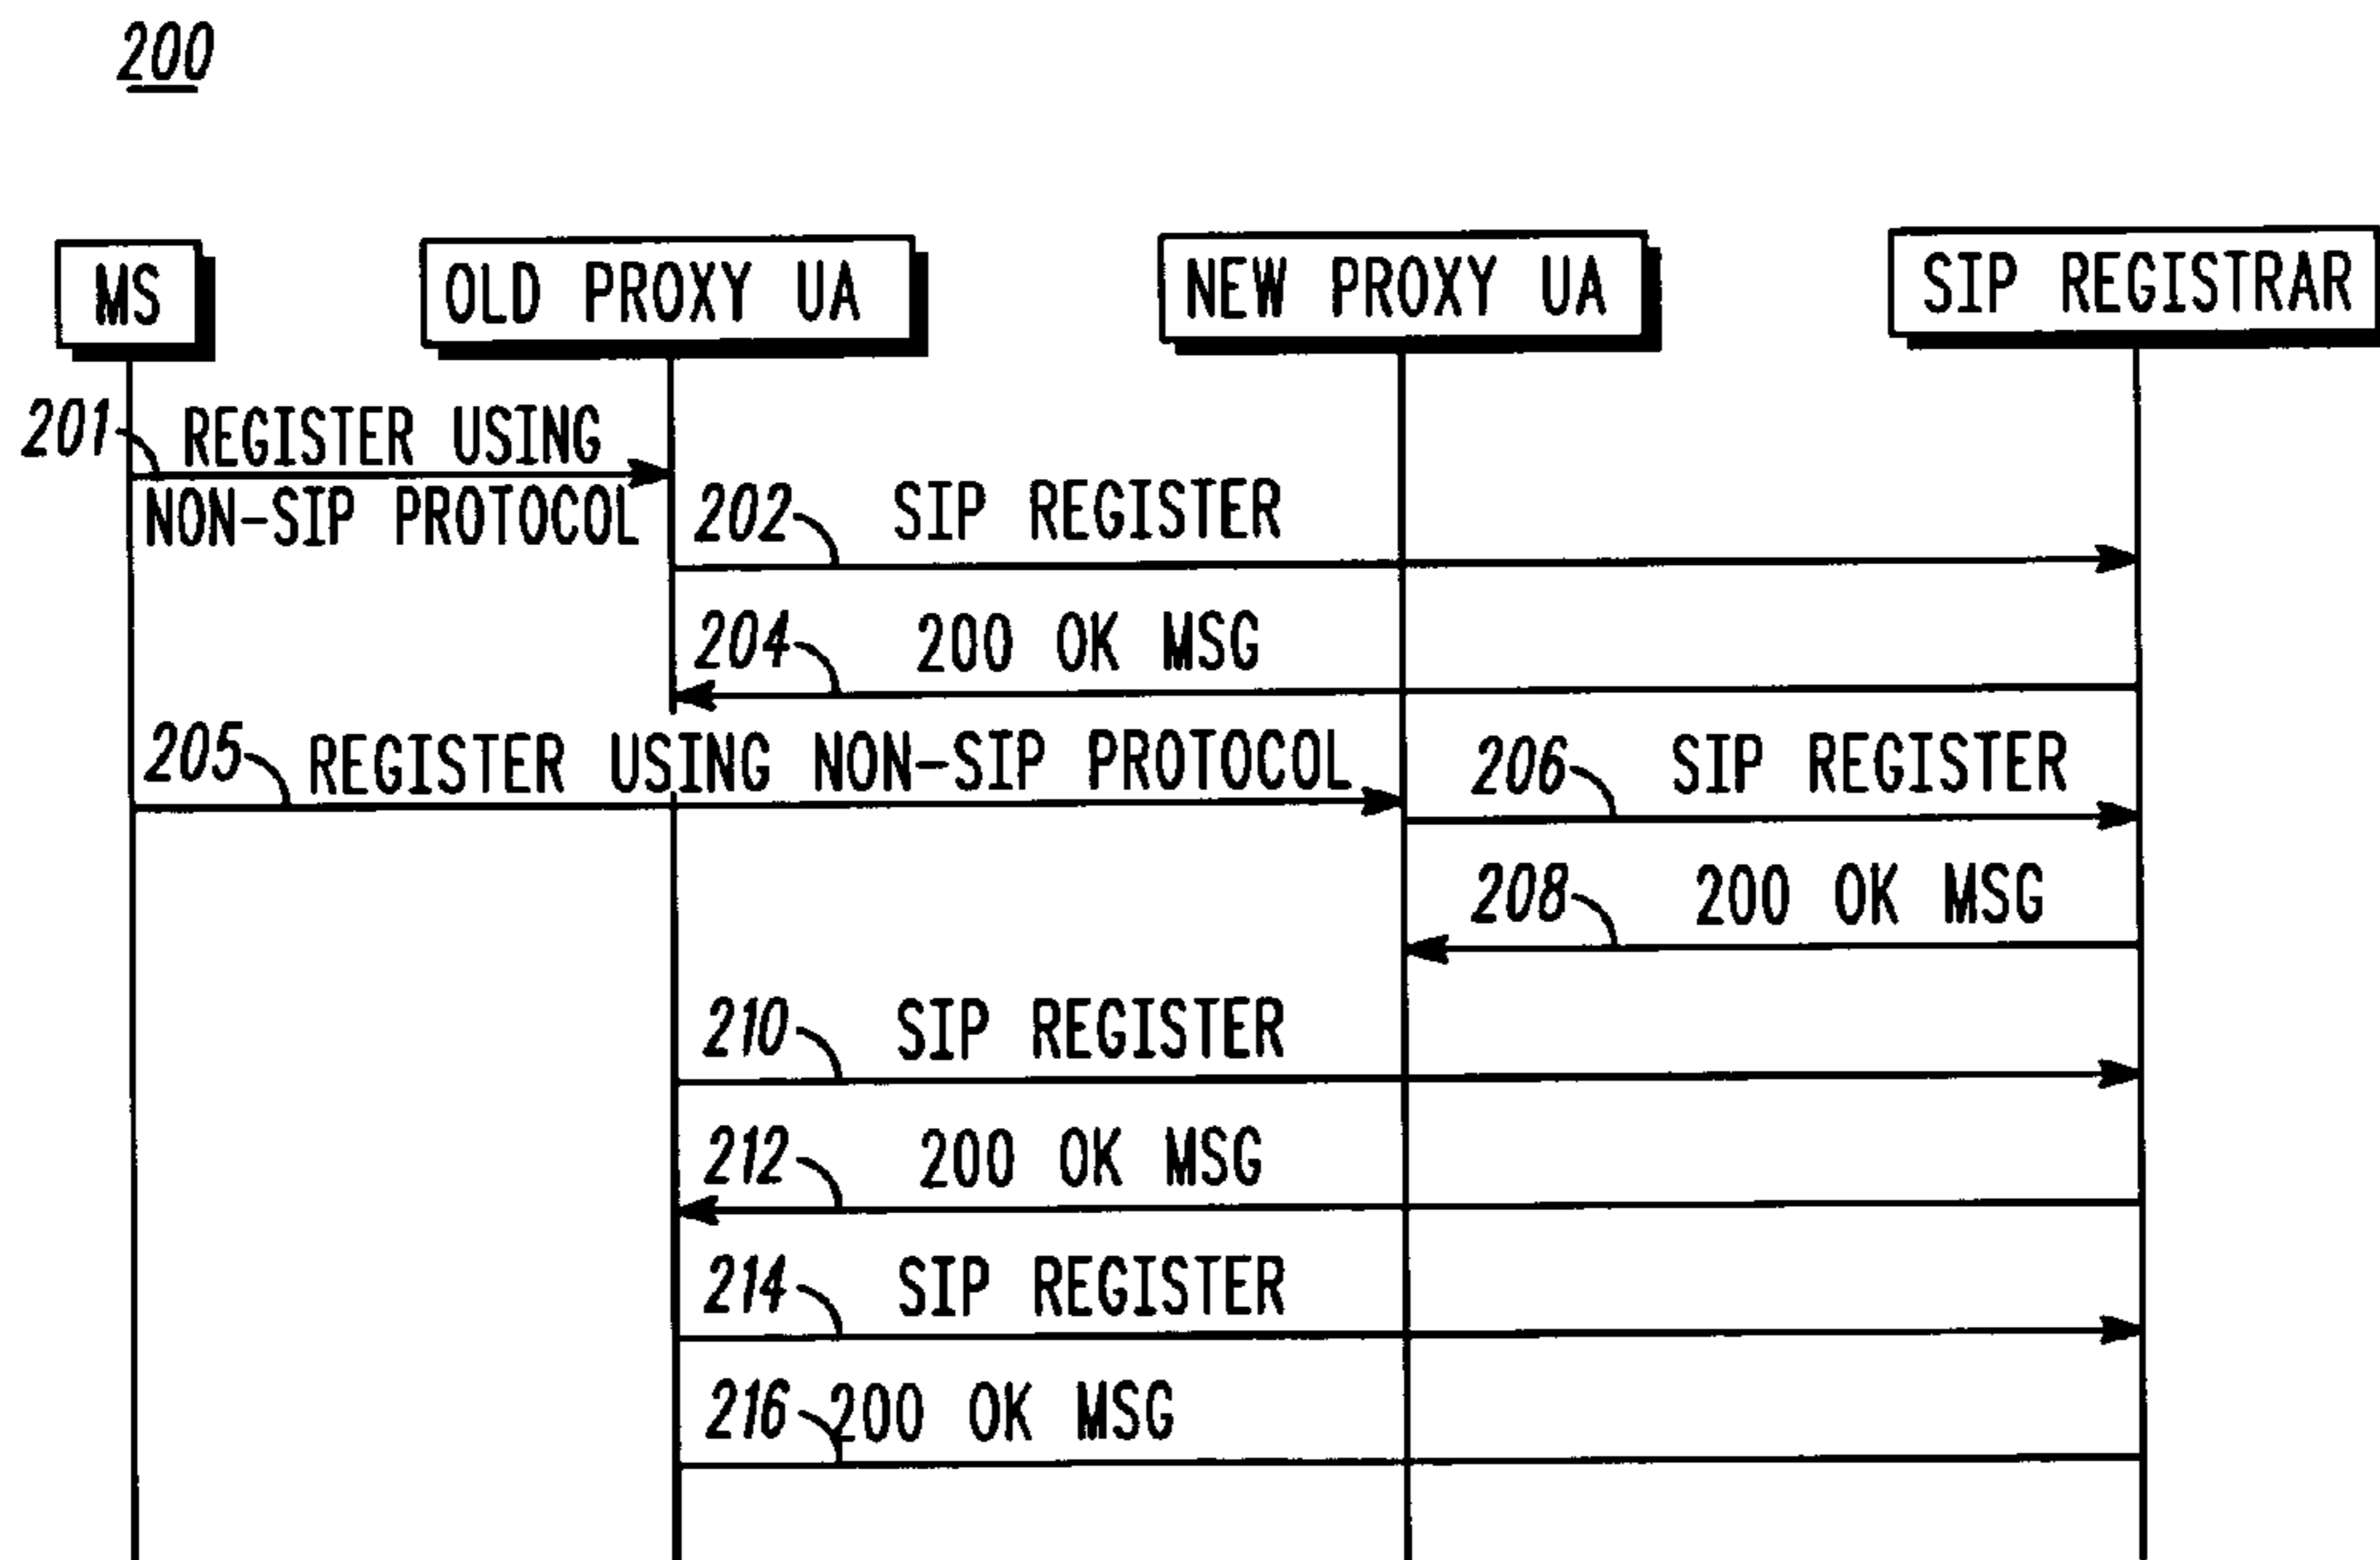 200
MS
OLD PROXY UA
NEW PROXY UA
SIP REGISTRAR
201
REGISTER USING
NON-SIP PROTOCOL
202
SIP REGISTER
204
200 OK MSG
205
REGISTER USING NON-SIP PROTOCOL
206
SIP REGISTER
208
200 OK MSG
210
SIP REGISTER
212
200 OK MSG
214
SIP REGISTER
216
200 OK MSG